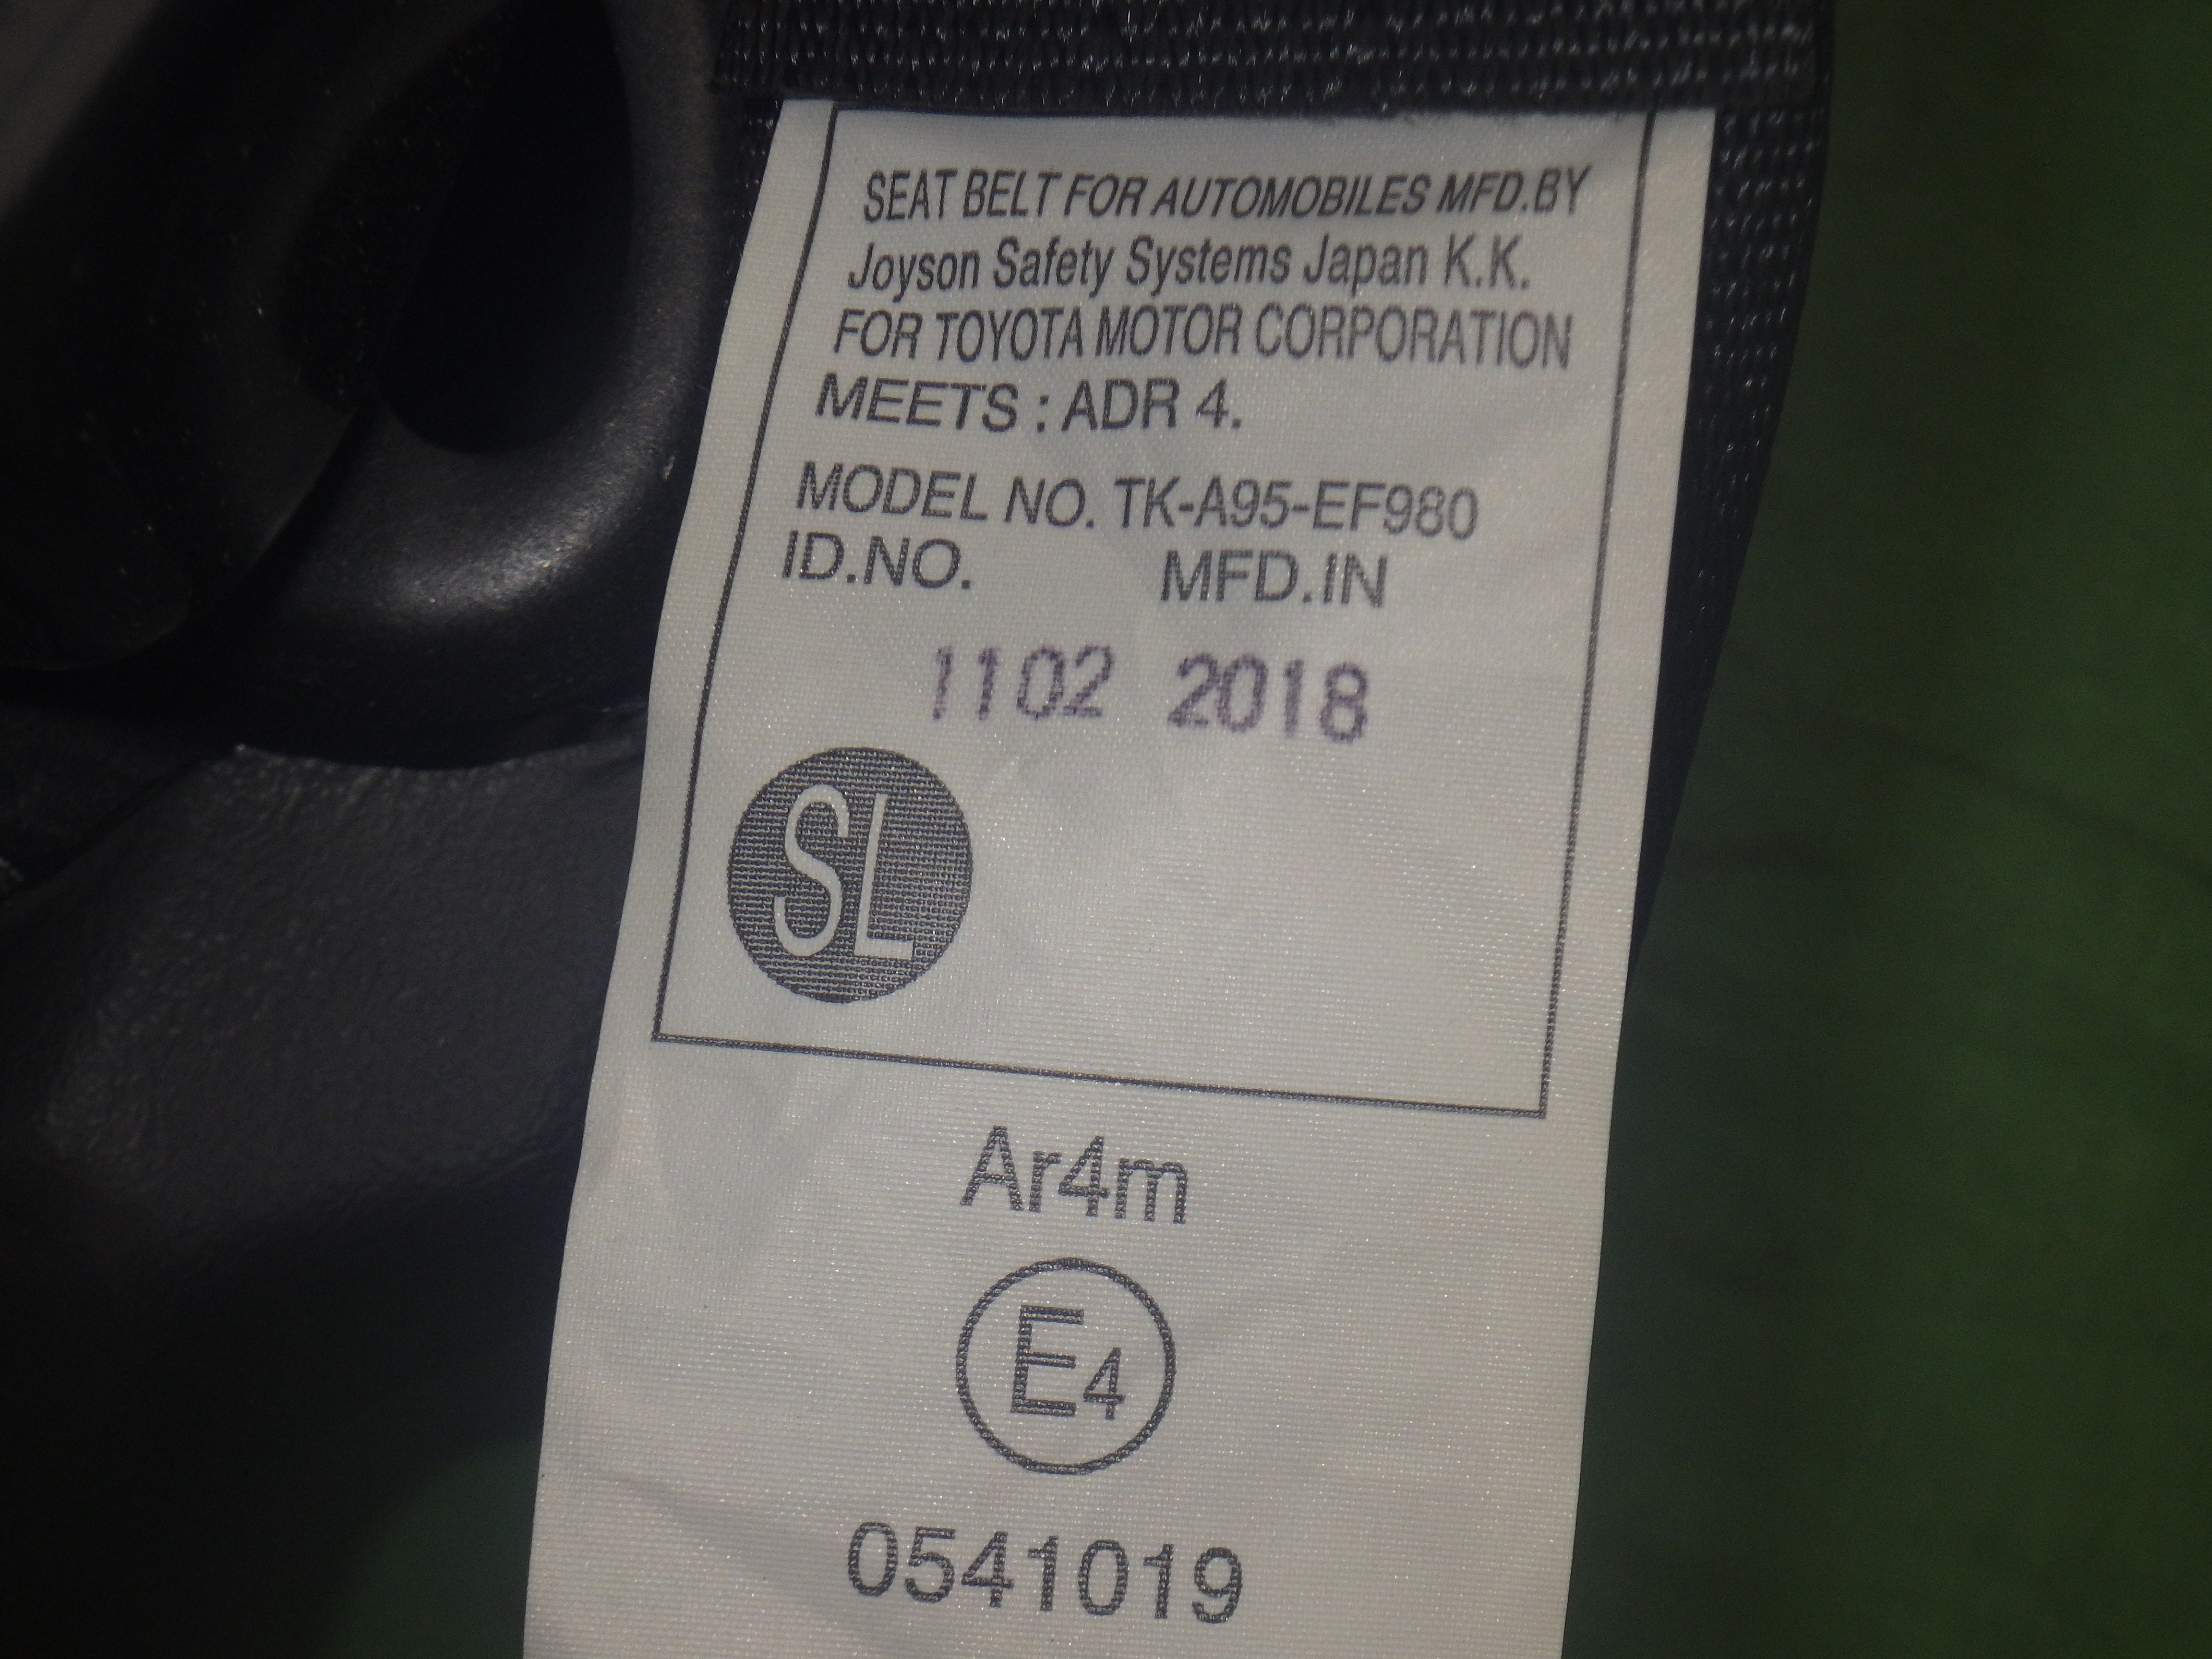 SEAT BELT FOR AUTOMOBILES MFD.BY
Joyson Safety Systems Japan K.K.
FOR TOYOTA MOTOR CORPORATION
MEETS : ADR 4.
MODEL NO. TK-A95-EF980
ID.NO. MFD.IN
1102 2018
SL
Ar4m
E4
0541019